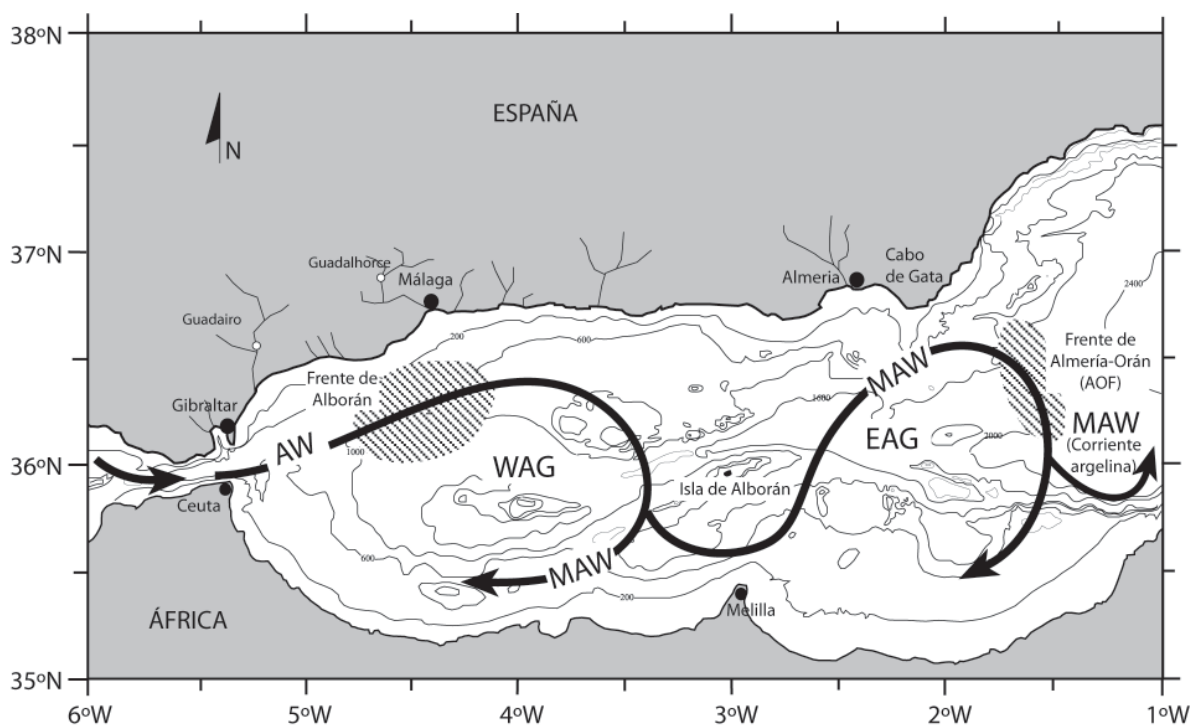 38ºN
ESPAÑA
N
37ºN
Guadalhorce
Málaga
Almeria
Cabo
de Gata
2400
Guadairo
200
600
Frente de
Alborán
Gibraltar
MAW
Frente de
Almería-Orán
(AOF)
1600
AW
1000
WAG
EAG
2000
MAW
(Corriente
argelina)
36ºN
Isla de Alborán
Ceuta
600
MAW
200
Melilla
ÁFRICA
35ºN
6ºW
5ºW
4ºW
3ºW
2ºW
1ºW